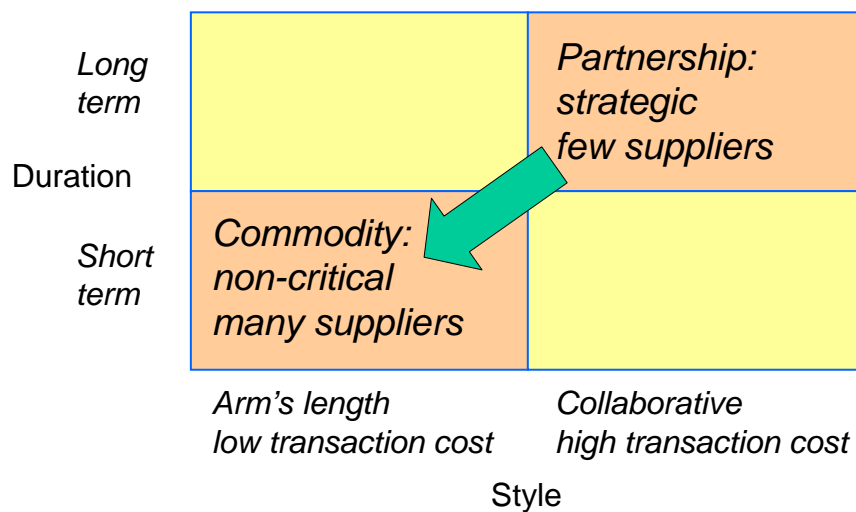 Long
term
Partnership:
strategic
few suppliers
Duration
Short
term
Commodity:
non-critical
many suppliers
Arm's length
low transaction cost
Collaborative
high transaction cost
Style